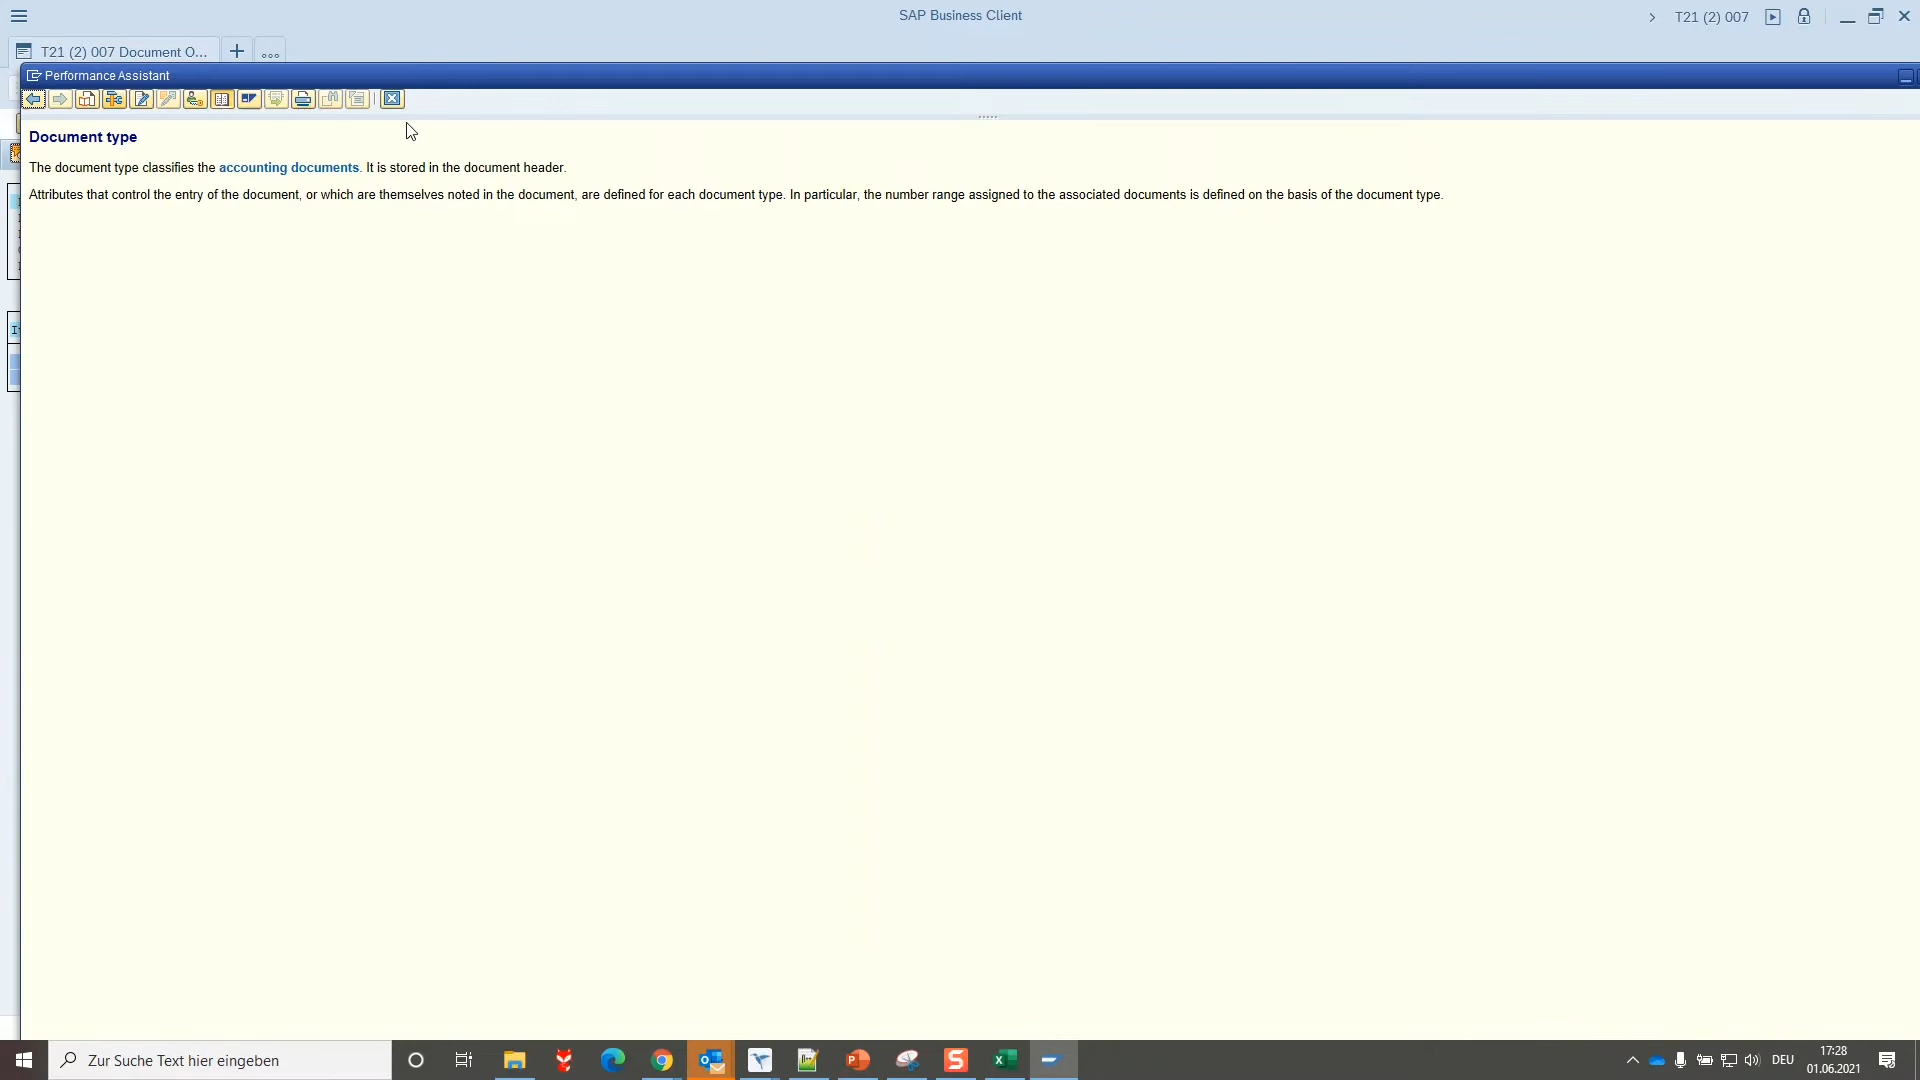 SAP Business Client
T21 (2) 007
T21 (2) 007 Document O...
Performance Assistant
Document type
The document type classifies the accounting documents. It is stored in the document header.
Attributes that control the entry of the document, or which are themselves noted in the document, are defined for each document type. In particular, the number range assigned to the associated documents is defined on the basis of the document type.
Zur Suche Text hier eingeben
DEU
17:28
01.06.2021